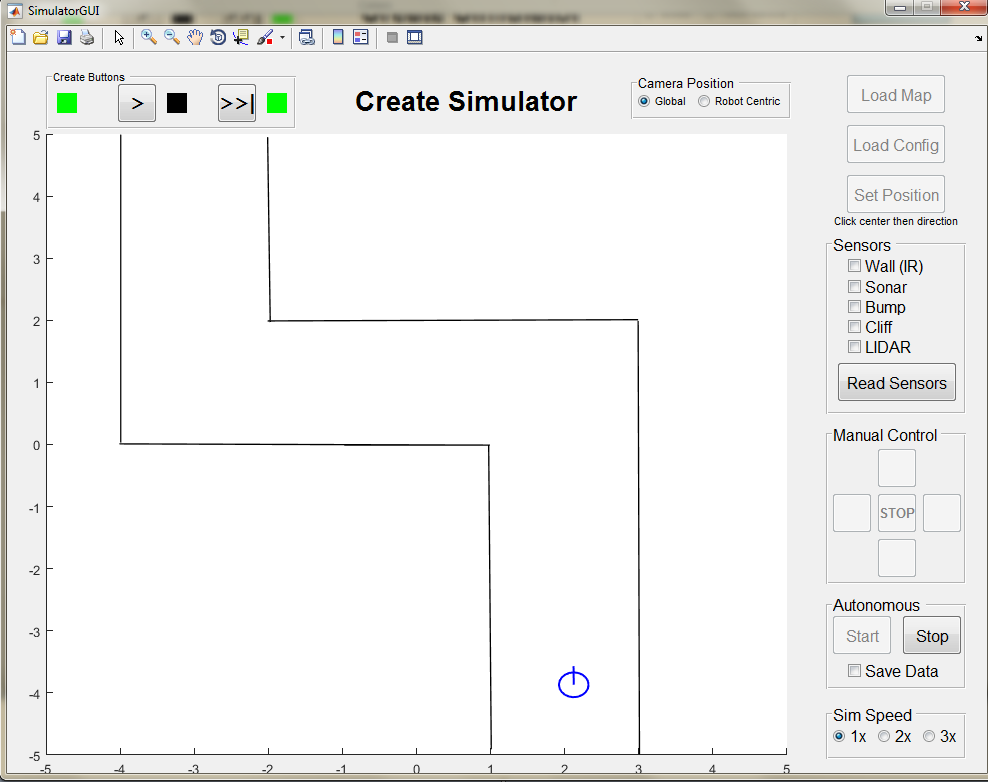 SimulatorGUI
Create Buttons
>
>>|
Create Simulator
Camera Position
Global
Robot Centric
Load Map
Load Config
Set Position
Click center then direction
Sensors
Wall (IR)
Sonar
Bump
Cliff
LIDAR
Read Sensors
Manual Control
STOP
Autonomous
Start
Stop
Save Data
Sim Speed
1x
2x
3x
5
4
3
2
1
0
-1
-2
-3
-4
-5
-5 -4 -3 -2 -1 0 1 2 3 4 5